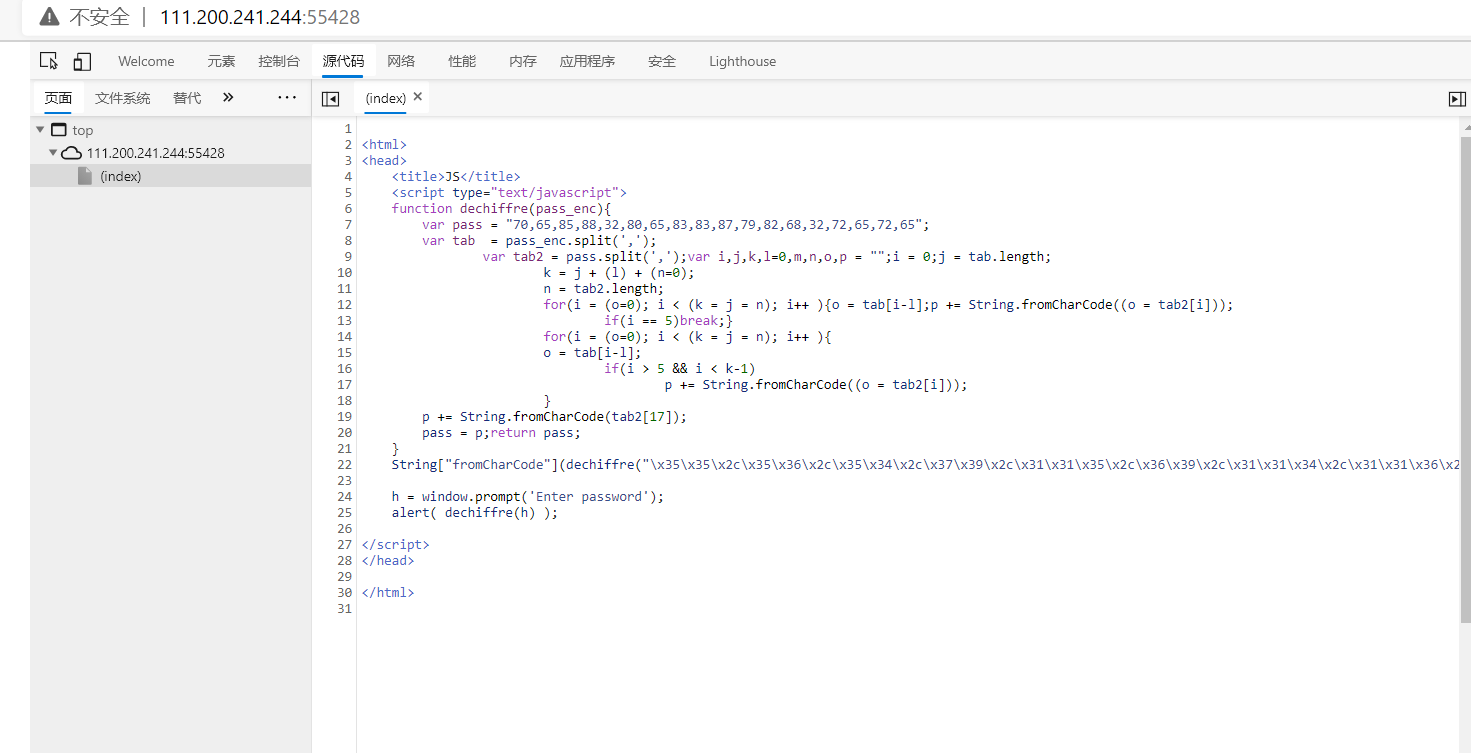 不安全 | 111.200.241.244:55428
Welcome 元素 控制台 源代码 网络 性能 内存 应用程序 安全 Lighthouse
页面 文件系统 替代 » ⋯ (index) ×
top
111.200.241.244:55428
(index)
1
2 <html>
3 <head>
4     <title>JS</title>
5     <script type="text/javascript">
6     function dechiffre(pass_enc){
7         var pass = "70,65,85,88,32,80,65,83,83,87,79,82,68,32,72,65,72,65";
8         var tab  = pass_enc.split(',');
9                 var tab2 = pass.split(',');var i,j,k,l=0,m,n,o,p = "";i = 0;j = tab.length;
10                         k = j + (l) + (n=0);
11                         n = tab2.length;
12                         for(i = (o=0); i < (k = j = n); i++ ){o = tab[i-l];p += String.fromCharCode((o = tab2[i]));
13                                 if(i == 5)break;}
14                         for(i = (o=0); i < (k = j = n); i++ ){
15                         o = tab[i-l];
16                                 if(i > 5 && i < k-1)
17                                         p += String.fromCharCode((o = tab2[i]));
18                         }
19         p += String.fromCharCode(tab2[17]);
20         pass = p;return pass;
21     }
22     String["fromCharCode"](dechiffre("\x35\x35\x2c\x35\x36\x2c\x35\x34\x2c\x37\x39\x2c\x31\x31\x35\x2c\x36\x39\x2c\x31\x31\x34\x2c\x31\x31\x36\x2
23
24     h = window.prompt('Enter password');
25     alert( dechiffre(h) );
26
27 </script>
28 </head>
29
30 </html>
31